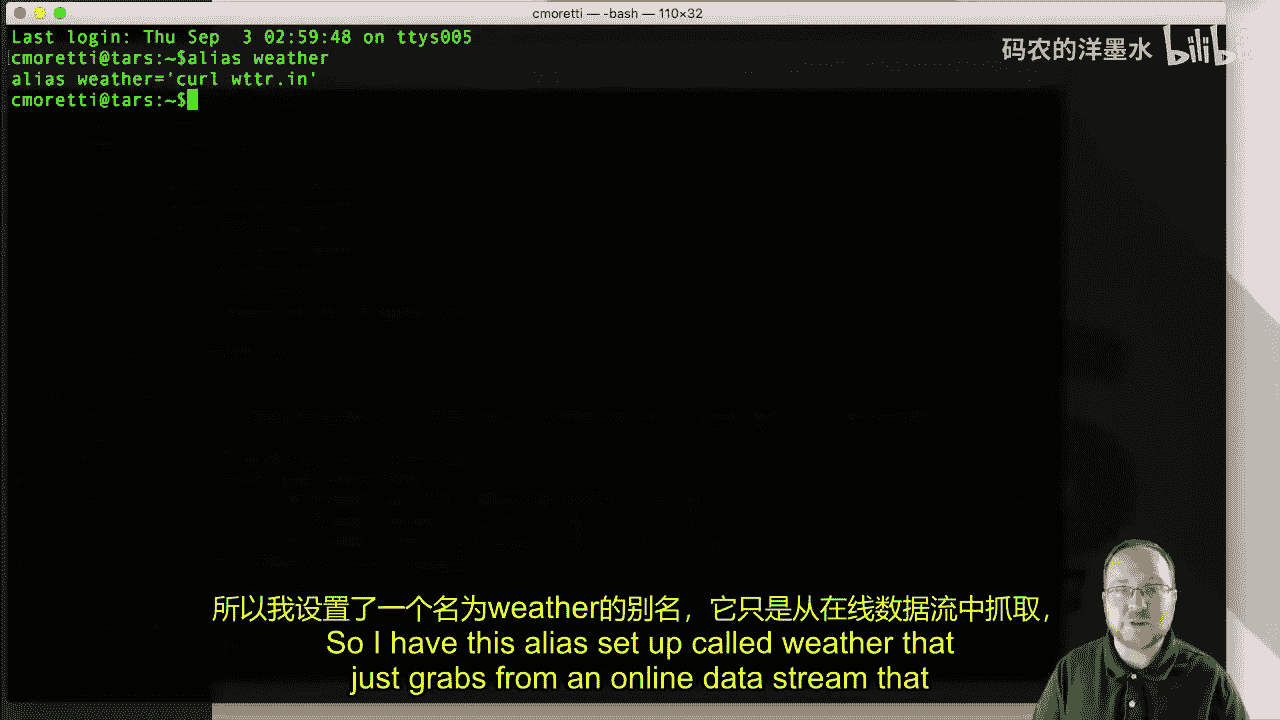 cmoretti — -bash — 110×32
Last login: Thu Sep  3 02:59:48 on ttys005
cmoretti@tars:~$alias weather
alias weather='curl wttr.in'
cmoretti@tars:~$
码农的洋墨水
所以我设置了一个名为weather的别名，它只是从在线数据流中抓取，
So I have this alias set up called weather that
just grabs from an online data stream that